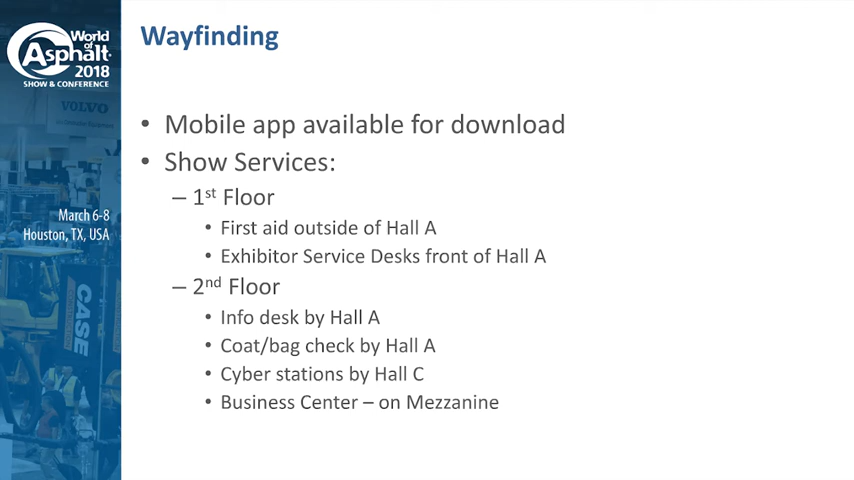 World
of
Asphalt
2018
SHOW & CONFERENCE
VOLVO
March 6-8
Houston, TX, USA
CASE
Wayfinding
• Mobile app available for download
• Show Services:
– 1st Floor
• First aid outside of Hall A
• Exhibitor Service Desks front of Hall A
– 2nd Floor
• Info desk by Hall A
• Coat/bag check by Hall A
• Cyber stations by Hall C
• Business Center – on Mezzanine